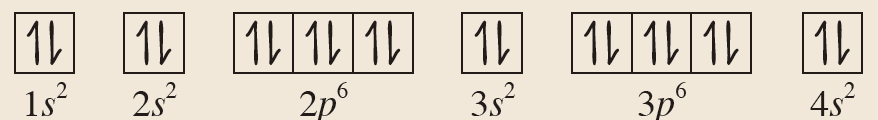 1s² 2s² 2p⁶ 3s² 3p⁶ 4s²